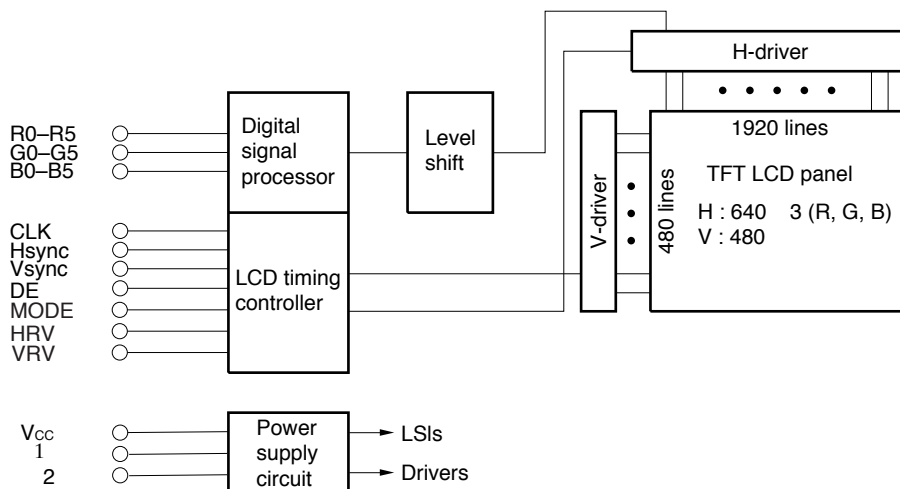 H-driver
R0–R5
G0–G5
B0–B5
Digital
signal
processor
Level
shift
1920 lines
TFT LCD panel
H : 640 3 (R, G, B)
V : 480
480 lines
V-driver
CLK
Hsync
Vsync
DE
MODE
HRV
VRV
LCD timing
controller
VCC
1
2
Power
supply
circuit
LSIs
Drivers